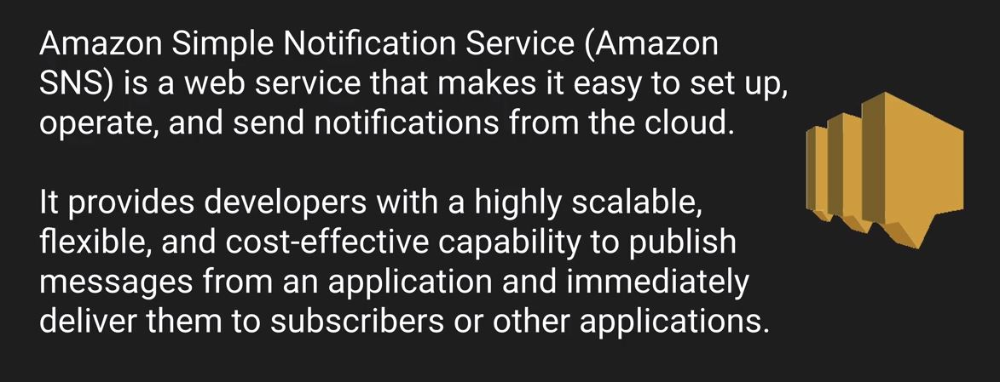 Amazon Simple Notification Service (Amazon
SNS) is a web service that makes it easy to set up,
operate, and send notifications from the cloud.
It provides developers with a highly scalable,
flexible, and cost-effective capability to publish
messages from an application and immediately
deliver them to subscribers or other applications.